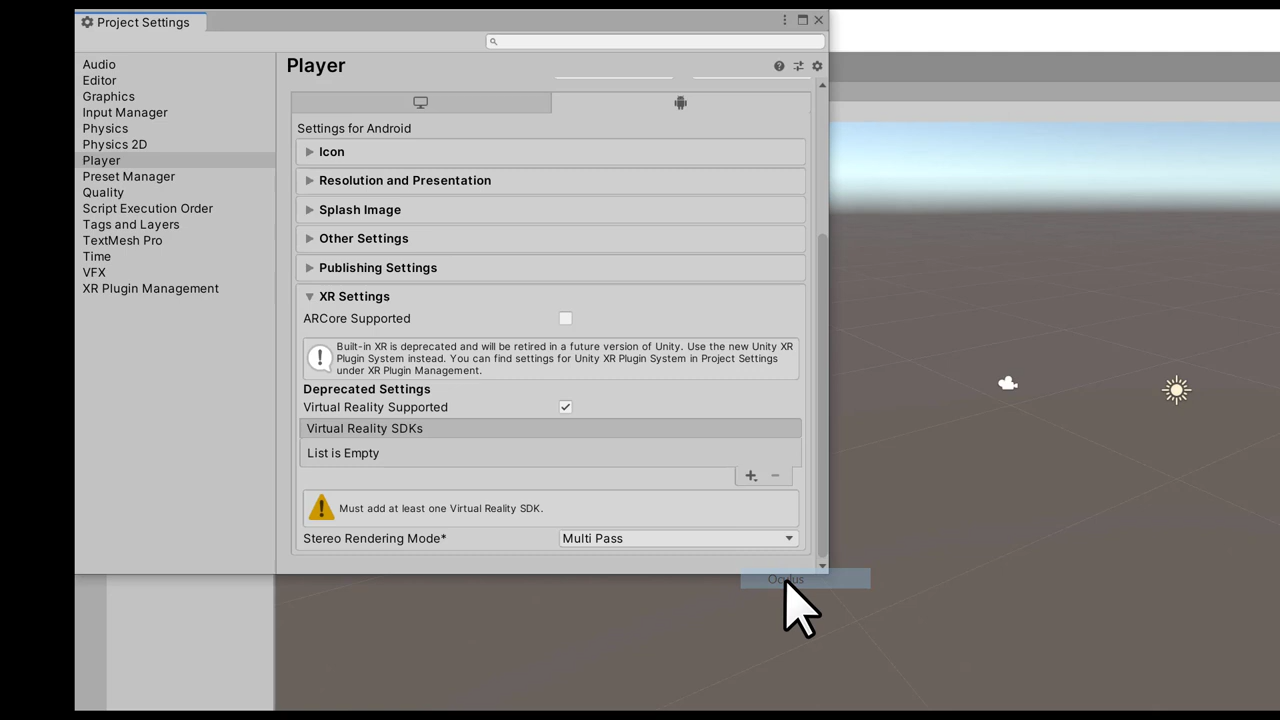 Project Settings
Audio
Editor
Graphics
Input Manager
Physics
Physics 2D
Player
Preset Manager
Quality
Script Execution Order
Tags and Layers
TextMesh Pro
Time
VFX
XR Plugin Management
Player
Settings for Android
Icon
Resolution and Presentation
Splash Image
Other Settings
Publishing Settings
XR Settings
ARCore Supported
Built-in XR is deprecated and will be retired in a future version of Unity. Use the new Unity XR
Plugin System instead. You can find settings for Unity XR Plugin System in Project Settings
under XR Plugin Management.
Deprecated Settings
Virtual Reality Supported
Virtual Reality SDKs
List is Empty
Must add at least one Virtual Reality SDK.
Stereo Rendering Mode* Multi Pass
Oculus